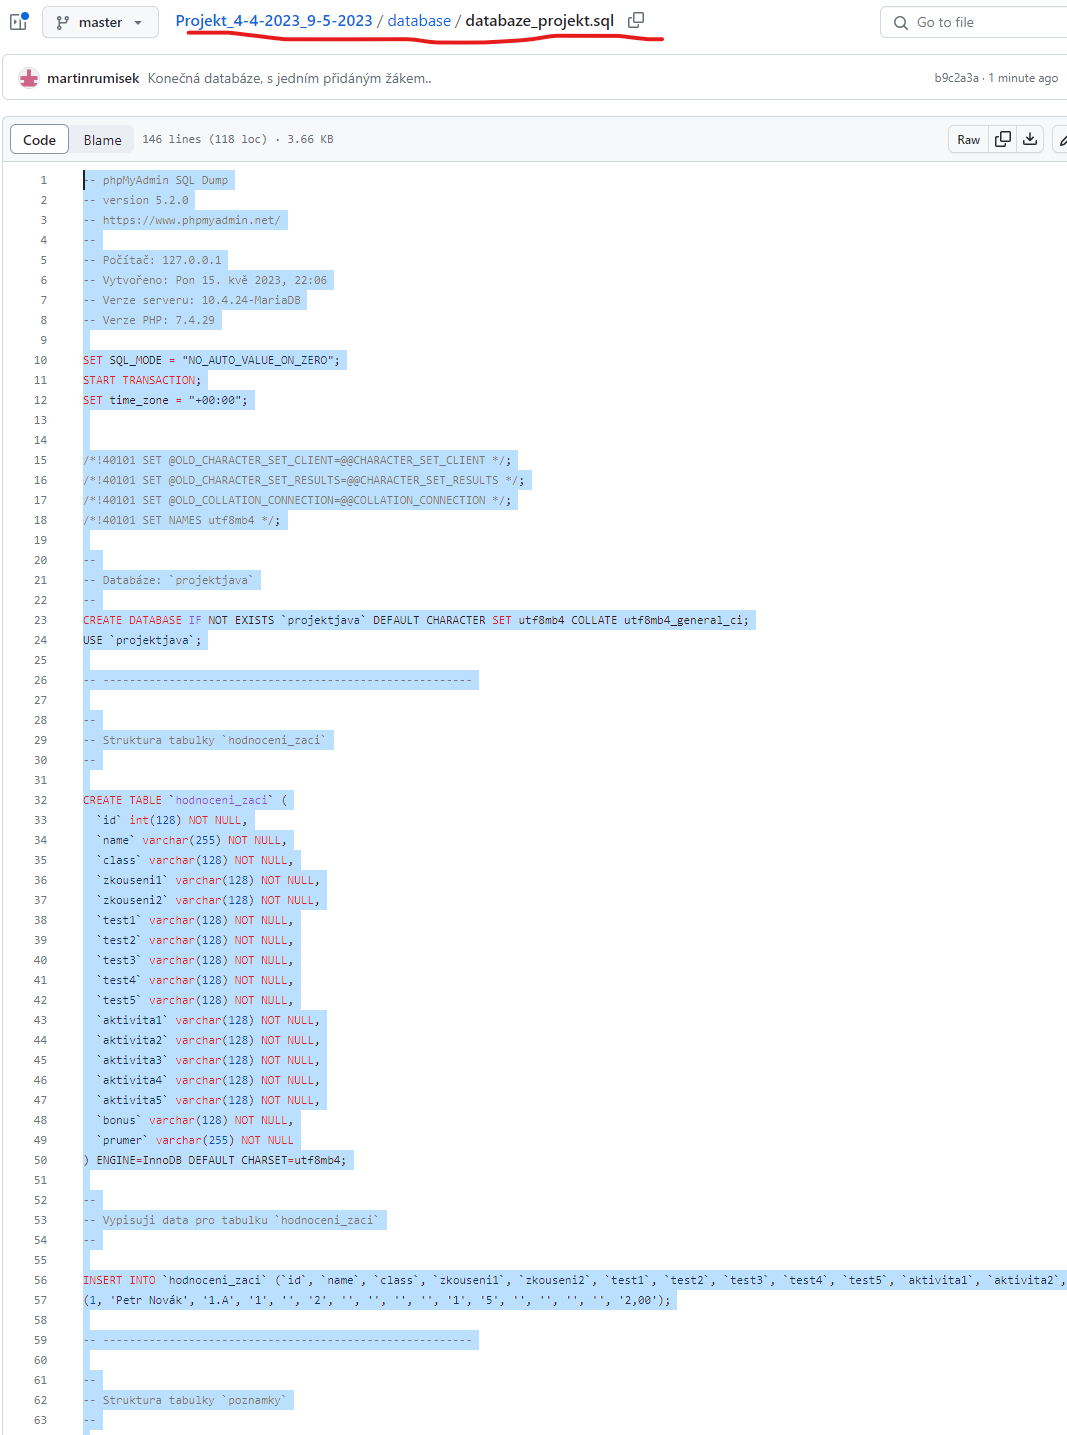 master
Projekt_4-4-2023_9-5-2023 / database / databaze_projekt.sql
Go to file
martinrumisek Konečná databáze, s jedním přidáným žákem..
b9c2a3a · 1 minute ago
Code Blame 146 lines (118 loc) · 3.66 KB
Raw
1 -- phpMyAdmin SQL Dump
2 -- version 5.2.0
3 -- https://www.phpmyadmin.net/
4 --
5 -- Počítač: 127.0.0.1
6 -- Vytvořeno: Pon 15. kvě 2023, 22:06
7 -- Verze serveru: 10.4.24-MariaDB
8 -- Verze PHP: 7.4.29
9
10 SET SQL_MODE = "NO_AUTO_VALUE_ON_ZERO";
11 START TRANSACTION;
12 SET time_zone = "+00:00";
13
14
15 /*!40101 SET @OLD_CHARACTER_SET_CLIENT=@@CHARACTER_SET_CLIENT */;
16 /*!40101 SET @OLD_CHARACTER_SET_RESULTS=@@CHARACTER_SET_RESULTS */;
17 /*!40101 SET @OLD_COLLATION_CONNECTION=@@COLLATION_CONNECTION */;
18 /*!40101 SET NAMES utf8mb4 */;
19
20 --
21 -- Databáze: `projektjava`
22 --
23 CREATE DATABASE IF NOT EXISTS `projektjava` DEFAULT CHARACTER SET utf8mb4 COLLATE utf8mb4_general_ci;
24 USE `projektjava`;
25
26 -- --------------------------------------------------------
27
28 --
29 -- Struktura tabulky `hodnoceni_zaci`
30 --
31
32 CREATE TABLE `hodnoceni_zaci` (
33 `id` int(128) NOT NULL,
34 `name` varchar(255) NOT NULL,
35 `class` varchar(128) NOT NULL,
36 `zkouseni1` varchar(128) NOT NULL,
37 `zkouseni2` varchar(128) NOT NULL,
38 `test1` varchar(128) NOT NULL,
39 `test2` varchar(128) NOT NULL,
40 `test3` varchar(128) NOT NULL,
41 `test4` varchar(128) NOT NULL,
42 `test5` varchar(128) NOT NULL,
43 `aktivita1` varchar(128) NOT NULL,
44 `aktivita2` varchar(128) NOT NULL,
45 `aktivita3` varchar(128) NOT NULL,
46 `aktivita4` varchar(128) NOT NULL,
47 `aktivita5` varchar(128) NOT NULL,
48 `bonus` varchar(128) NOT NULL,
49 `prumer` varchar(255) NOT NULL
50 ) ENGINE=InnoDB DEFAULT CHARSET=utf8mb4;
51
52 --
53 -- Vypisuji data pro tabulku `hodnoceni_zaci`
54 --
55
56 INSERT INTO `hodnoceni_zaci` (`id`, `name`, `class`, `zkouseni1`, `zkouseni2`, `test1`, `test2`, `test3`, `test4`, `test5`, `aktivita1`, `aktivita2`,
57 (1, 'Petr Novák', '1.A', '1', '', '2', '', '', '', '', '1', '5', '', '', '', '', '2,00');
58
59 -- --------------------------------------------------------
60
61 --
62 -- Struktura tabulky `poznamky`
63 --